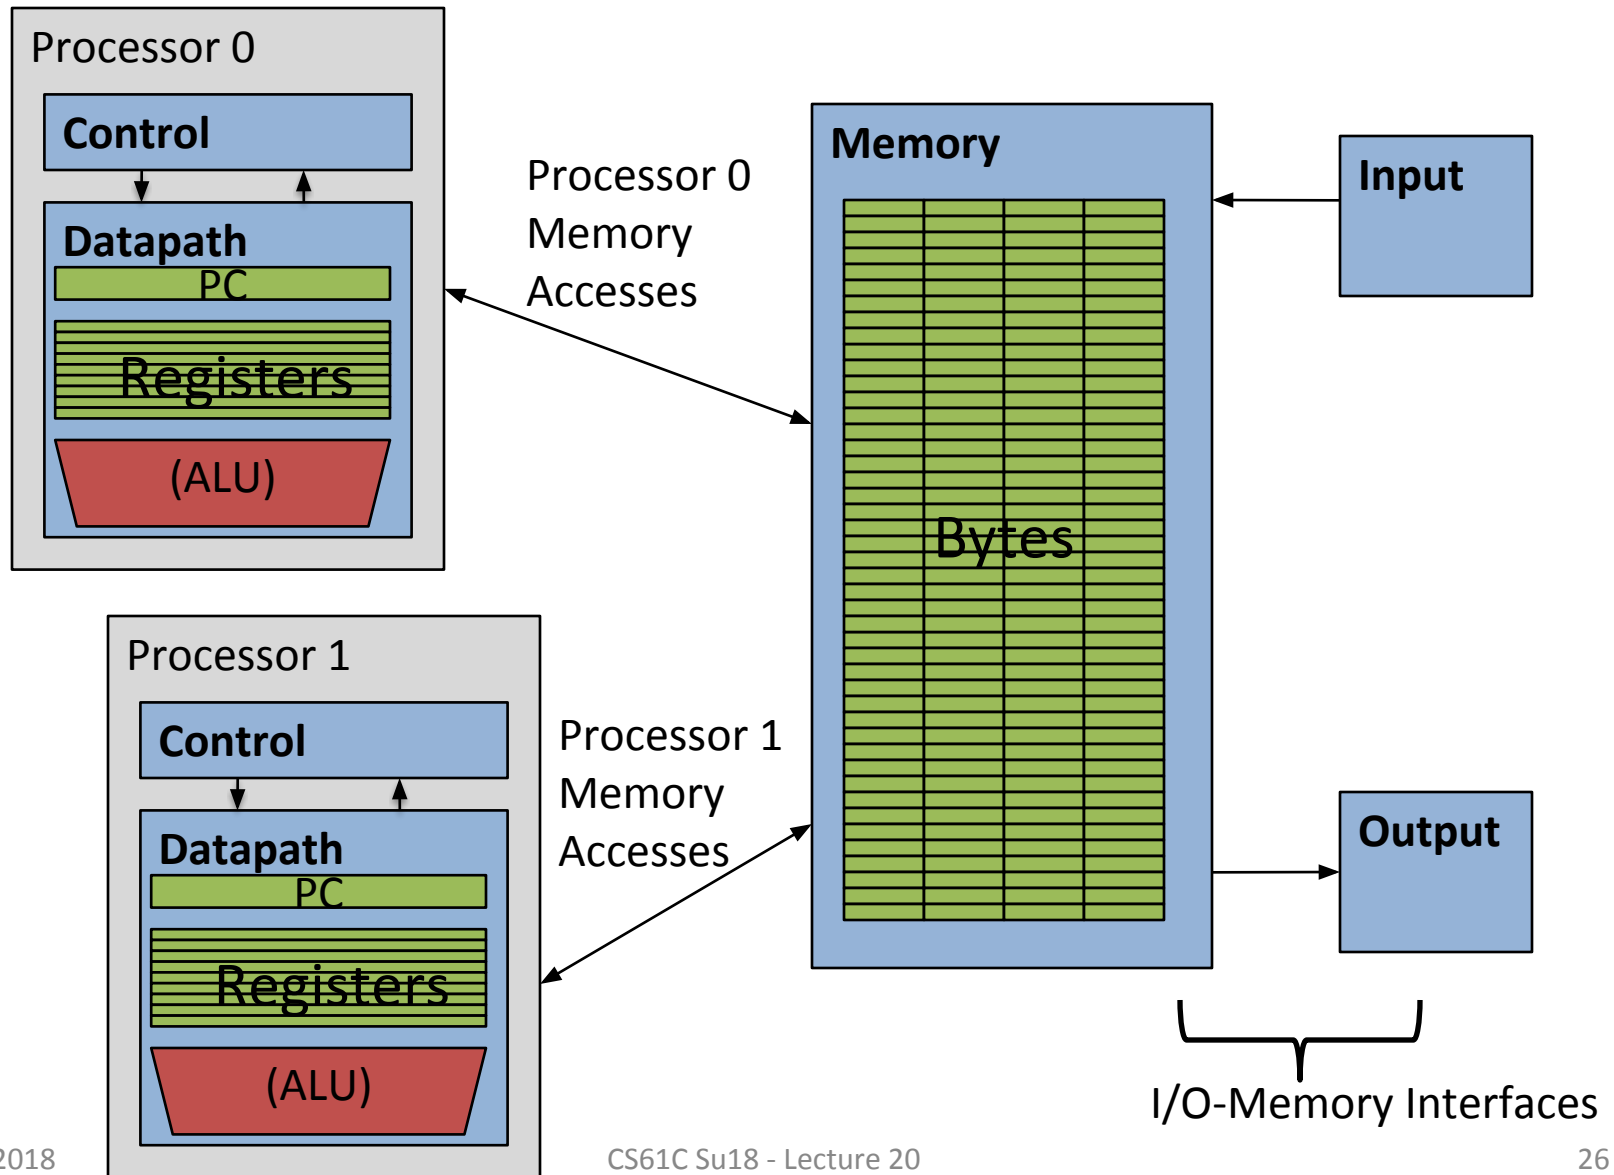 Processor 0
Control
Datapath
PC
Registers
(ALU)
Processor 0
Memory
Accesses
Memory
Bytes
Input
Processor 1
Control
Datapath
PC
Registers
(ALU)
Processor 1
Memory
Accesses
Output
I/O-Memory Interfaces
2018
CS61C Su18 - Lecture 20
26